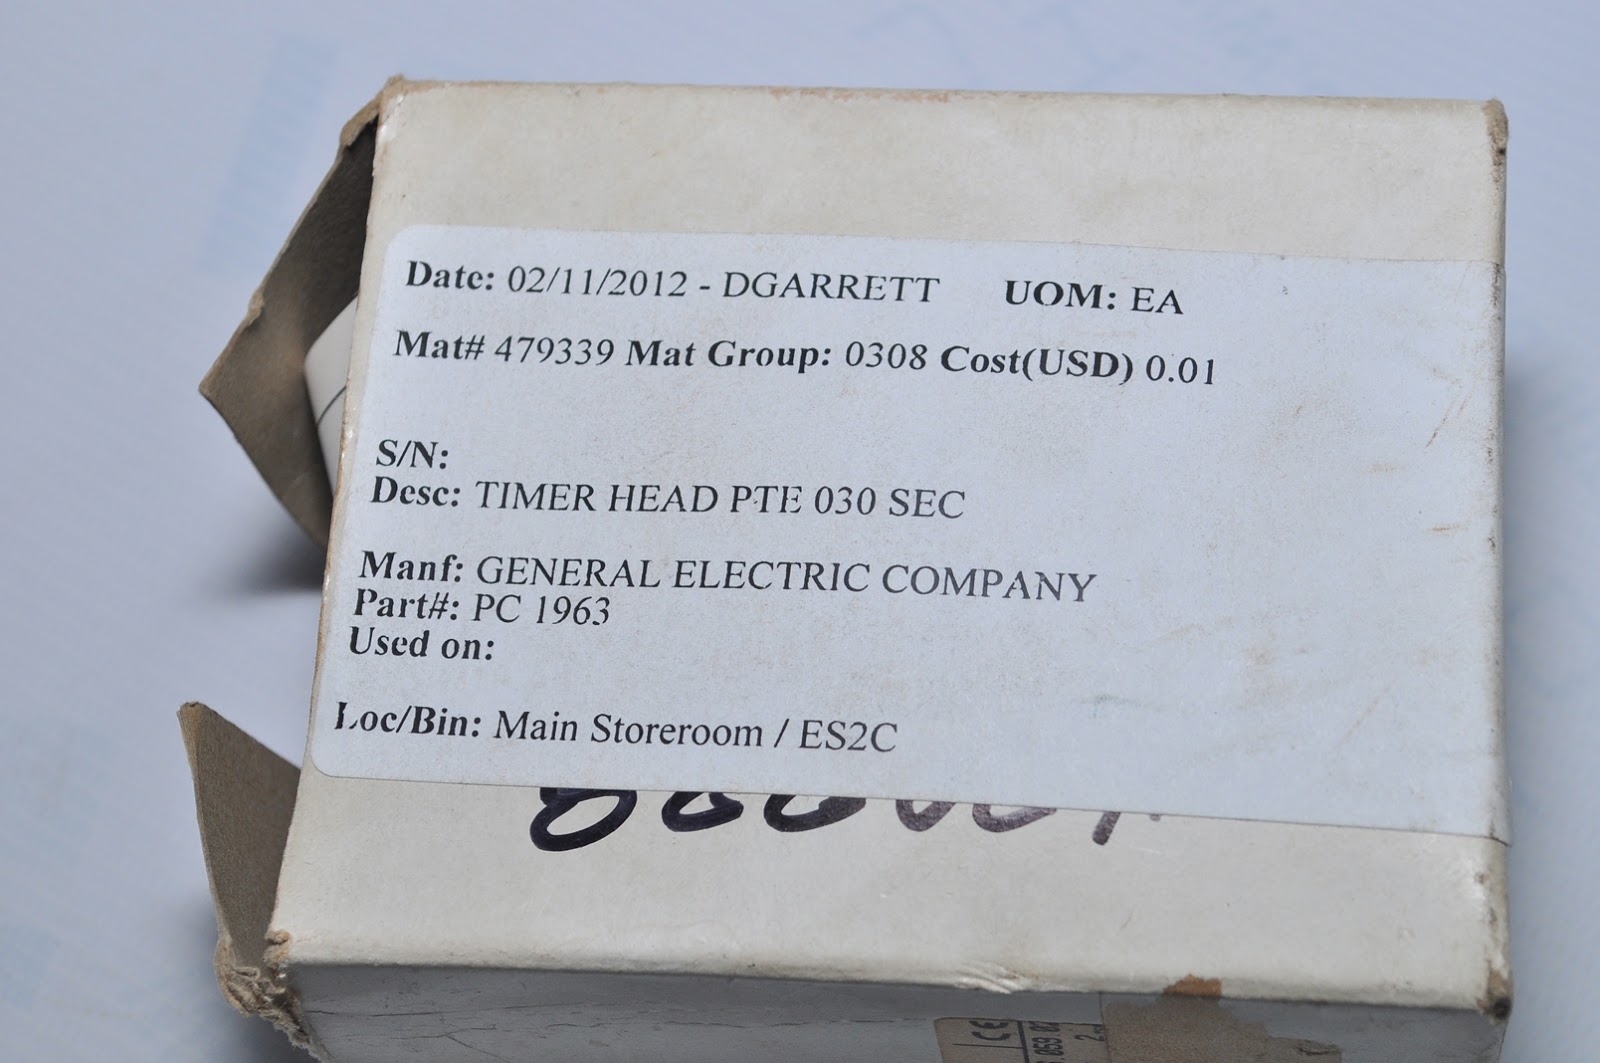 Date: 02/11/2012 - DGARRETT UOM: EA
Mat# 479339 Mat Group: 0308 Cost(USD) 0.01
S/N:
Desc: TIMER HEAD PTE 030 SEC
Manf: GENERAL ELECTRIC COMPANY
Part#: PC 1963
Used on:
Loc/Bin: Main Storeroom / ES2C
CE